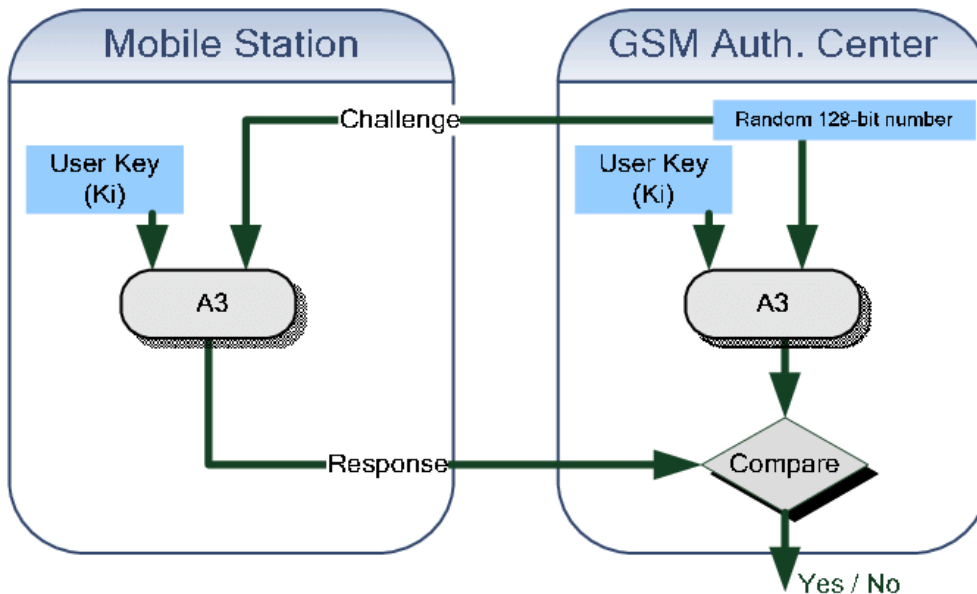 Mobile Station
GSM Auth. Center
Challenge
Random 128-bit number
User Key
(Ki)
User Key
(Ki)
A3
A3
Response
Compare
Yes / No